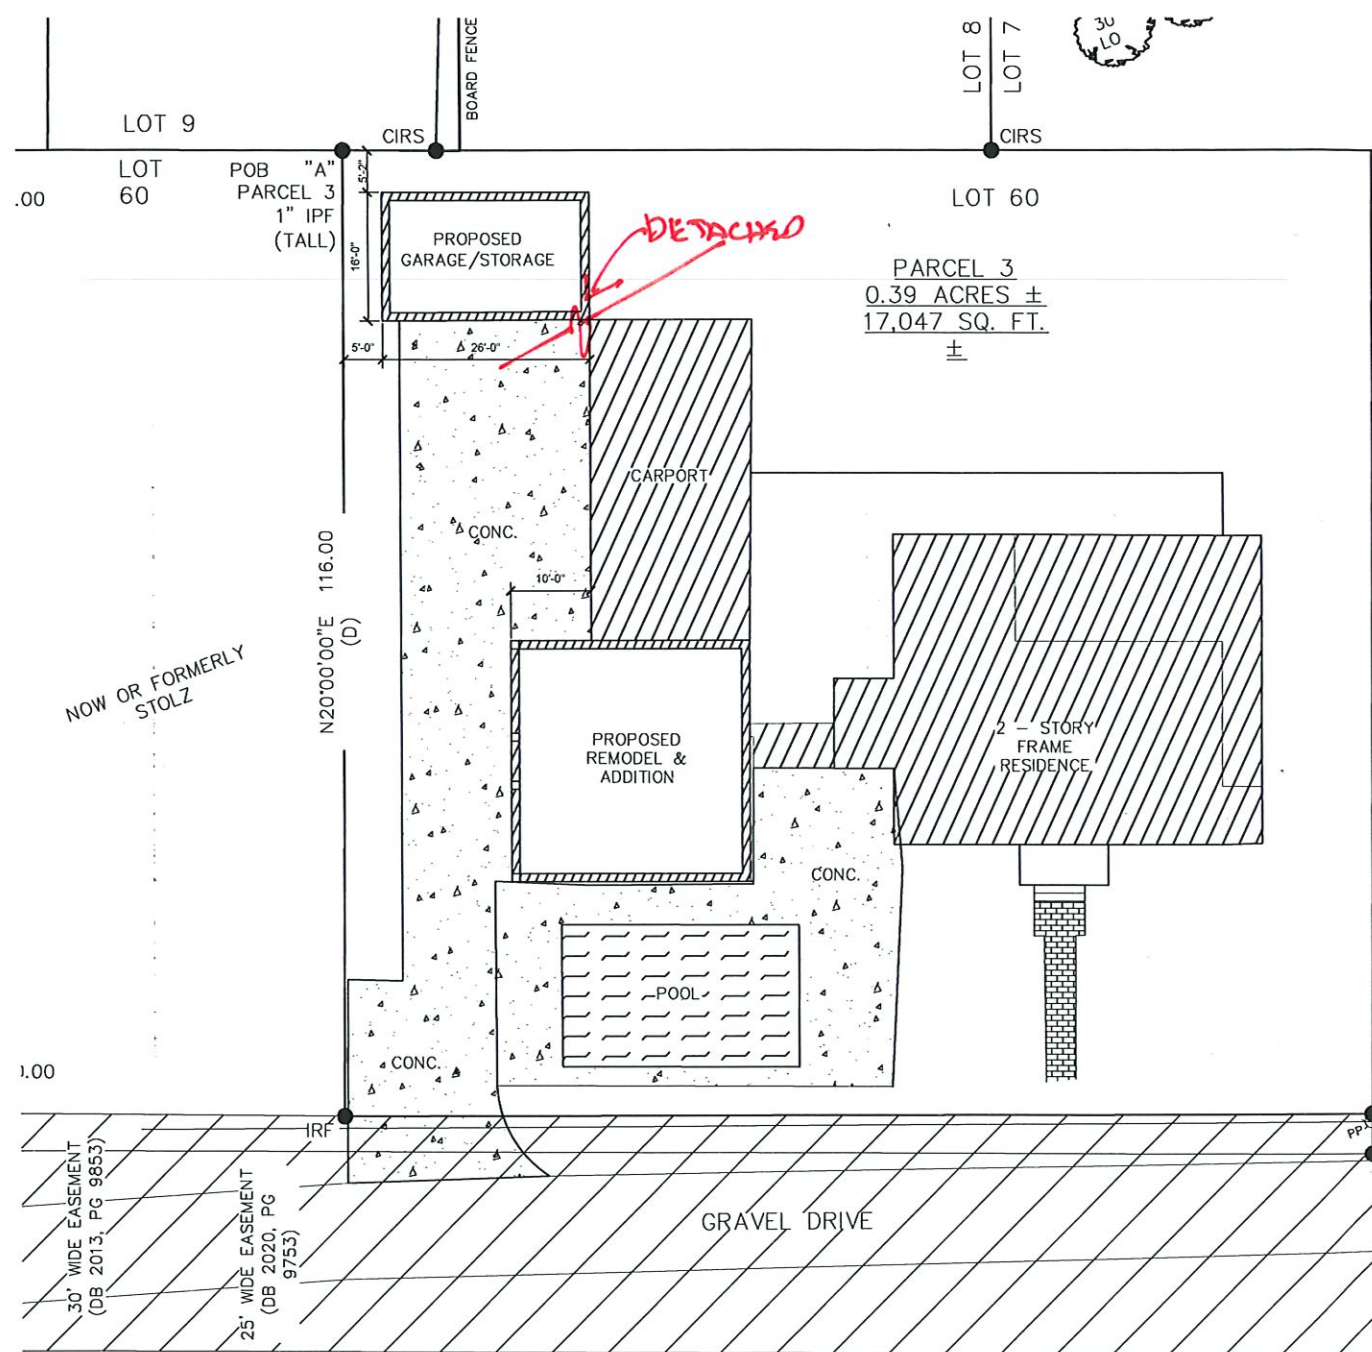 BOARD FENCE
LOT 8
LOT 7
30
LO
LOT 9
CIRS
CIRS
LOT
60
POB "A"
PARCEL 3
1" IPF
(TALL)
5'-2"
.00
LOT 60
PROPOSED
GARAGE/STORAGE
DETACHED
16'-0"
PARCEL 3
0.39 ACRES ±
17,047 SQ. FT.
±
5'-0"
26'-0"
CARPORT
CONC.
10'-0"
N20°00'00"E 116.00
(D)
NOW OR FORMERLY
STOLZ
PROPOSED
REMODEL &
ADDITION
2 - STORY
FRAME
RESIDENCE
CONC.
POOL
CONC.
.00
IRF
PP
30' WIDE EASEMENT
(DB 2013, PG 9853)
25' WIDE EASEMENT
(DB 2020, PG
9753)
GRAVEL DRIVE